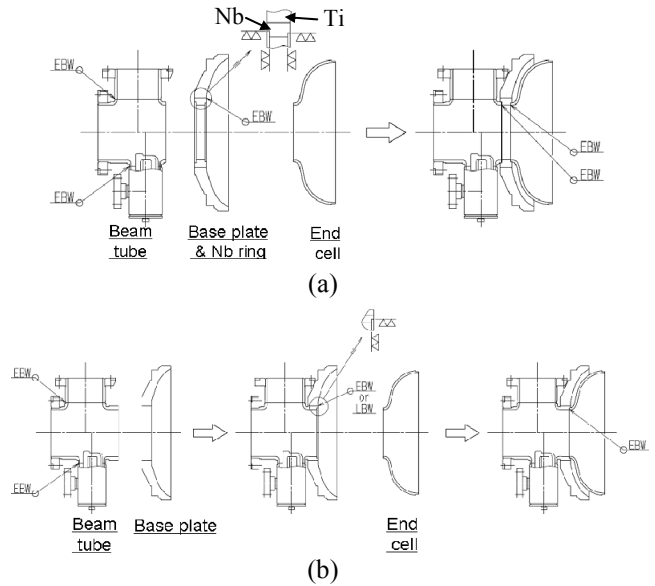 Nb Ti
EBW
EBW
EBW
EBW
EBW
Beam
tube
Base plate
& Nb ring
End
cell
(a)
EBW
EBW
EBW
or
LBW
EBW
Beam
tube
Base plate
End
cell
(b)